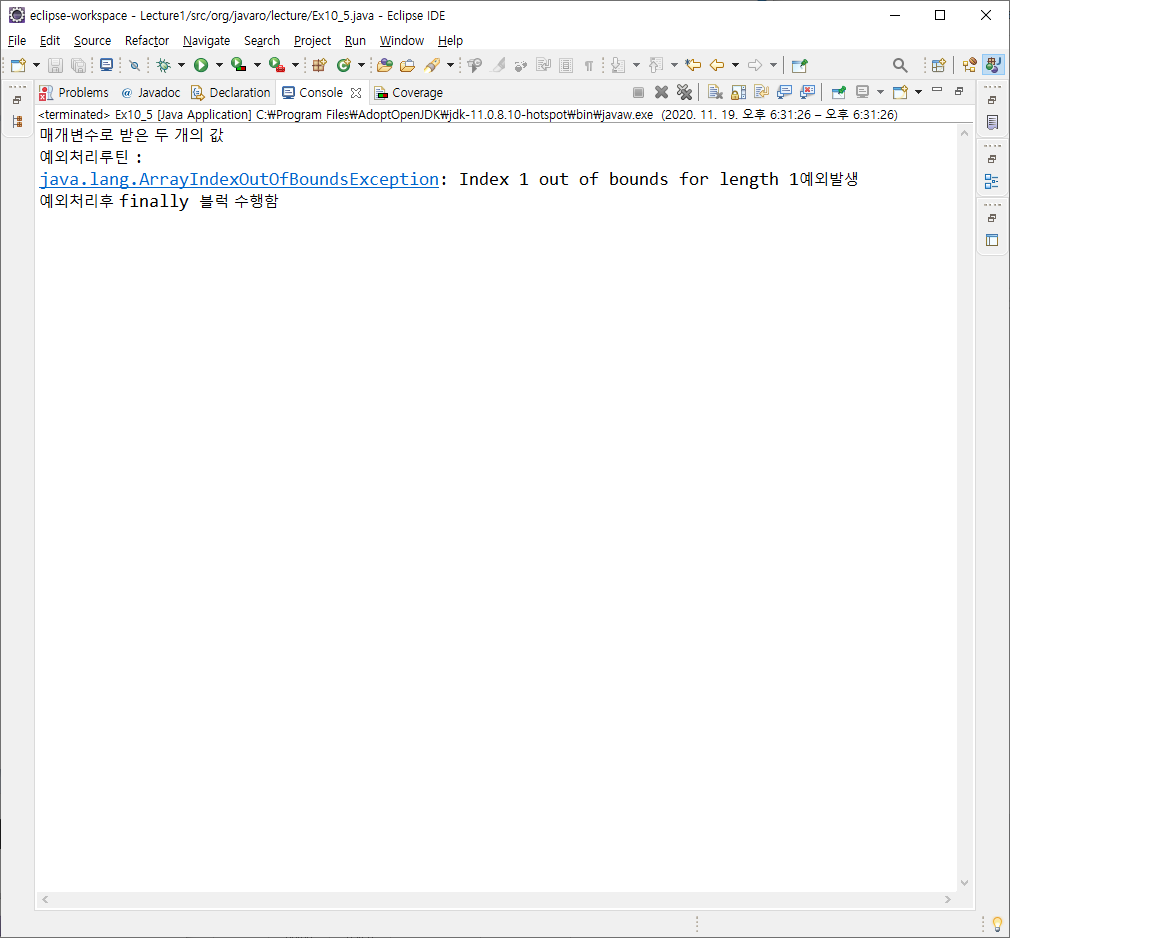 eclipse-workspace - Lecture1/src/org/javaro/lecture/Ex10_5.java - Eclipse IDE
File Edit Source Refactor Navigate Search Project Run Window Help
Problems @ Javadoc Declaration Console Coverage
<terminated> Ex10_5 [Java Application] C:₩Program Files₩AdoptOpenJDK₩jdk-11.0.8.10-hotspot₩bin₩javaw.exe (2020. 11. 19. 오후 6:31:26 – 오후 6:31:26)
매개변수로 받은 두 개의 값
예외처리루틴 :
java.lang.ArrayIndexOutOfBoundsException: Index 1 out of bounds for length 1예외발생
예외처리후 finally 블럭 수행함